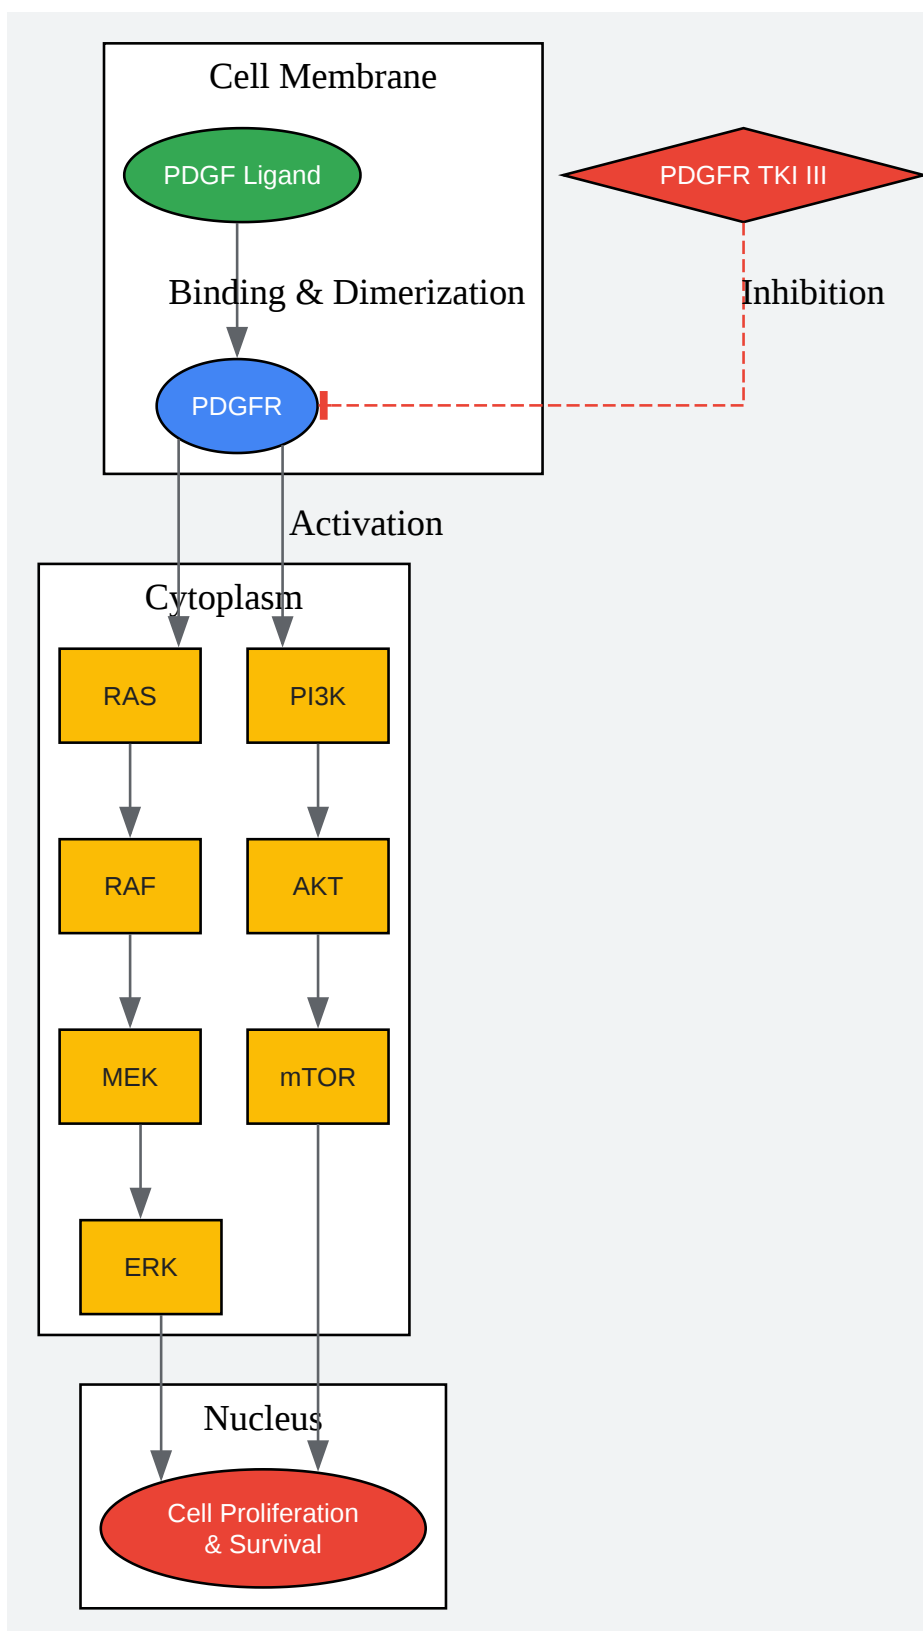 Cell Membrane
PDGF Ligand
PDGFR TKI III
Binding & Dimerization
Inhibition
PDGFR
Activation
Cytoplasm
RAS
PI3K
RAF
AKT
MEK
mTOR
ERK
Nucleus
Cell Proliferation
& Survival